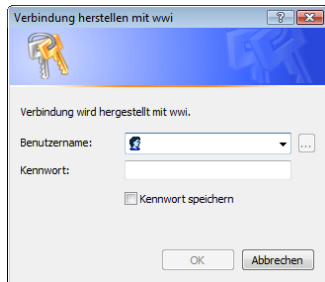 Verbindung herstellen mit wwi
Verbindung wird hergestellt mit wwi.
Benutzername:
...
Kennwort:
Kennwort speichern
OK
Abbrechen